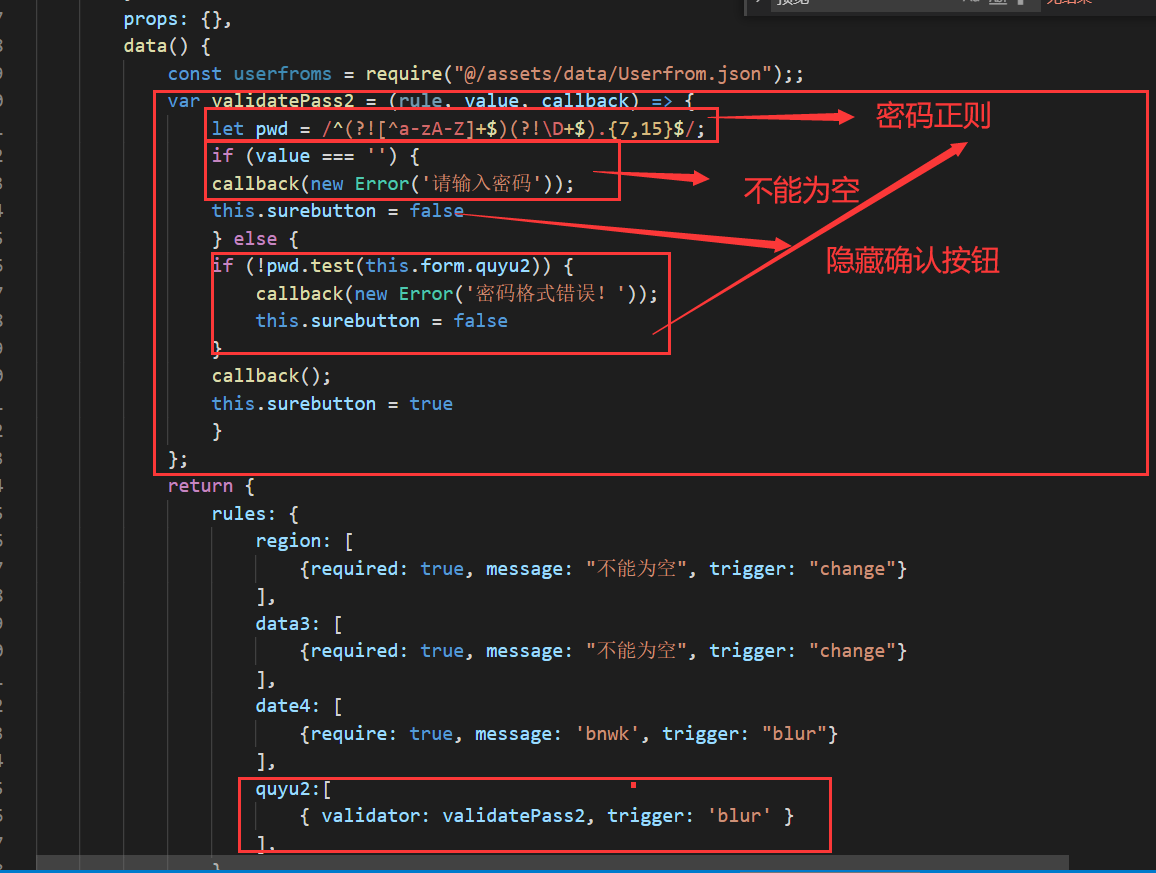 预览
无结果
props: {},
data() {
const userfroms = require("@/assets/data/Userfrom.json");;
var validatePass2 = (rule, value, callback) => {
let pwd = /^(?![^a-zA-Z]+$)(?!\D+$).{7,15}$/;
密码正则
if (value === '') {
callback(new Error('请输入密码'));
不能为空
this.surebutton = false
} else {
隐藏确认按钮
if (!pwd.test(this.form.quyu2)) {
callback(new Error('密码格式错误! '));
this.surebutton = false
}
callback();
this.surebutton = true
}
};
return {
rules: {
region: [
{required: true, message: "不能为空", trigger: "change"}
],
data3: [
{required: true, message: "不能为空", trigger: "change"}
],
date4: [
{require: true, message: 'bnwk', trigger: "blur"}
],
quyu2:[
{ validator: validatePass2, trigger: 'blur' }
],
}